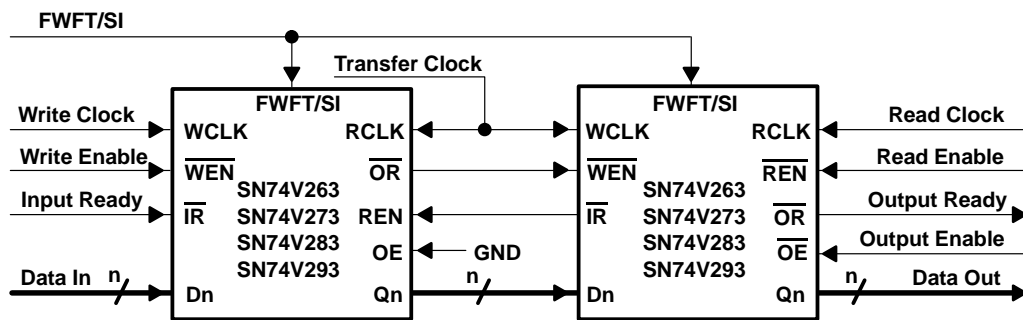 FWFT/SI
Transfer Clock
FWFT/SI FWFT/SI
Write Clock WCLK RCLK WCLK RCLK Read Clock
Write Enable WEN OR WEN REN Read Enable
SN74V263 SN74V263
Input Ready IR SN74V273 REN IR SN74V273 OR Output Ready
SN74V283 OE GND SN74V283 OE Output Enable
SN74V293 SN74V293
Data In n Dn Qn n Dn Qn n Data Out